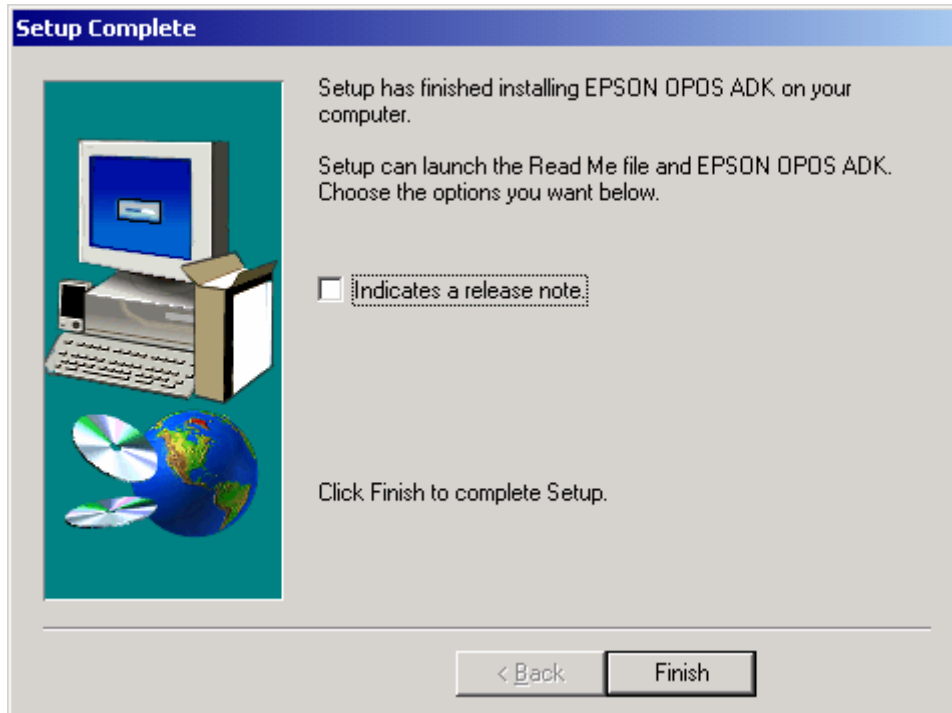 Setup Complete
Setup has finished installing EPSON OPOS ADK on your
computer.
Setup can launch the Read Me file and EPSON OPOS ADK.
Choose the options you want below.
Indicates a release note.
Click Finish to complete Setup.
< Back
Finish